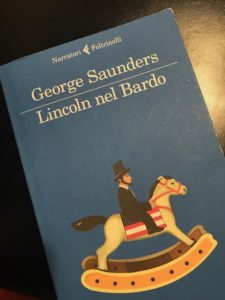 Narratori Feltrinelli
George Saunders
Lincoln nel Bardo